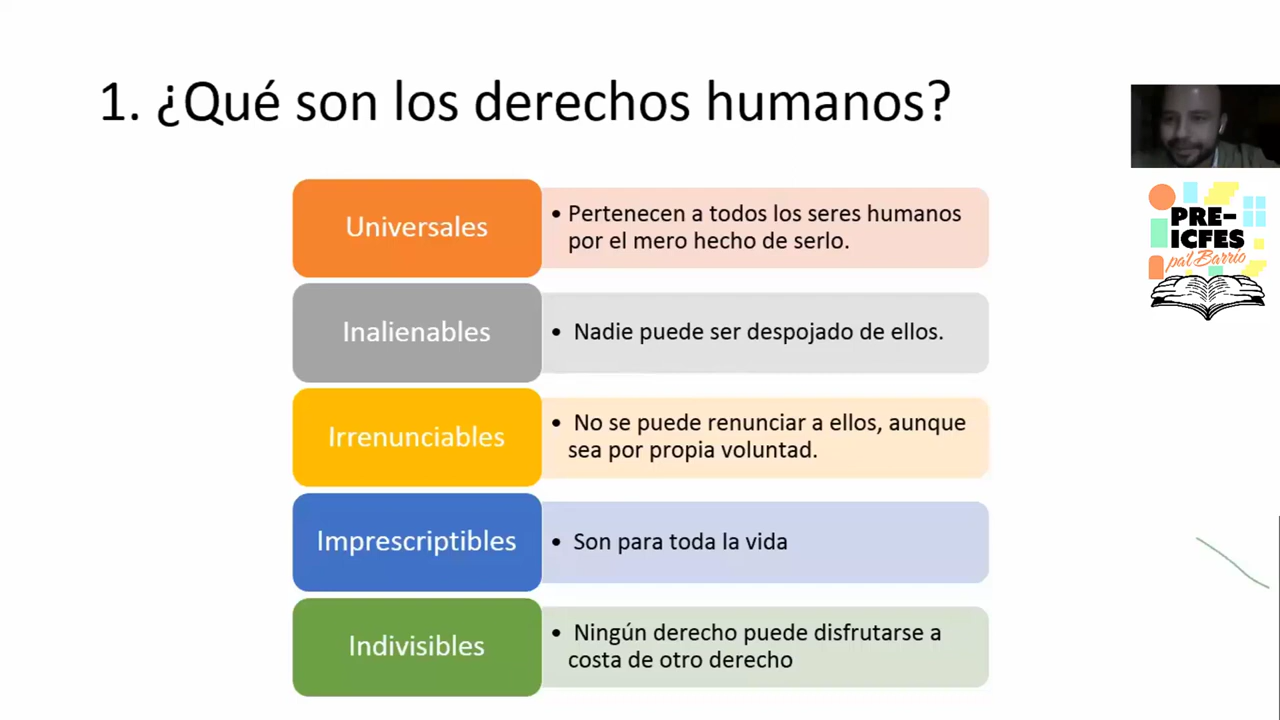 1. ¿Qué son los derechos humanos?
Universales
• Pertenecen a todos los seres humanos
por el mero hecho de serlo.
Inalienables
• Nadie puede ser despojado de ellos.
Irrenunciables
• No se puede renunciar a ellos, aunque
sea por propia voluntad.
Imprescriptibles
• Son para toda la vida
Indivisibles
• Ningún derecho puede disfrutarse a
costa de otro derecho
PRE-
ICFES
pa'l Barrio